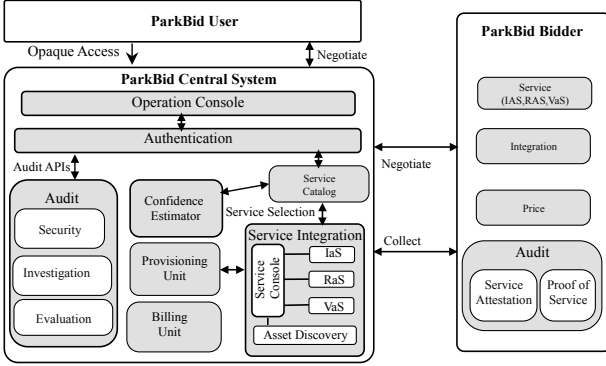 ParkBid User
Opaque Access
Negotiate
ParkBid Central System
Operation Console
Authentication
Audit APIs
Audit
Security
Investigation
Evaluation
Confidence
Estimator
Provisioning
Unit
Billing
Unit
Service
Catalog
Service Selection
Service Integration
Service
Console
IaS
RaS
VaS
Asset Discovery
Negotiate
Collect
ParkBid Bidder
Service
(IAS,RAS,VaS)
Integration
Price
Audit
Service
Attestation
Proof of
Service